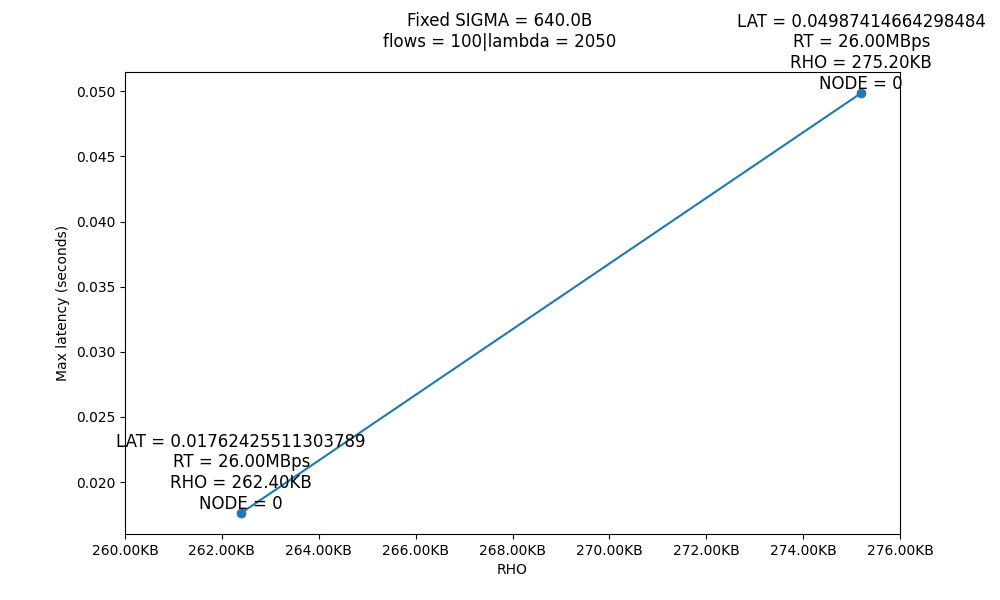 Fixed SIGMA = 640.0B
flows = 100|lambda = 2050
LAT = 0.04987414664298484
RT = 26.00MBps
RHO = 275.20KB
NODE = 0
0.050
0.045
0.040
0.035
0.030
0.025
0.020
Max latency (seconds)
LAT = 0.01762425511303789
RT = 26.00MBps
RHO = 262.40KB
NODE = 0
260.00KB 262.00KB 264.00KB 266.00KB 268.00KB 270.00KB 272.00KB 274.00KB 276.00KB
RHO